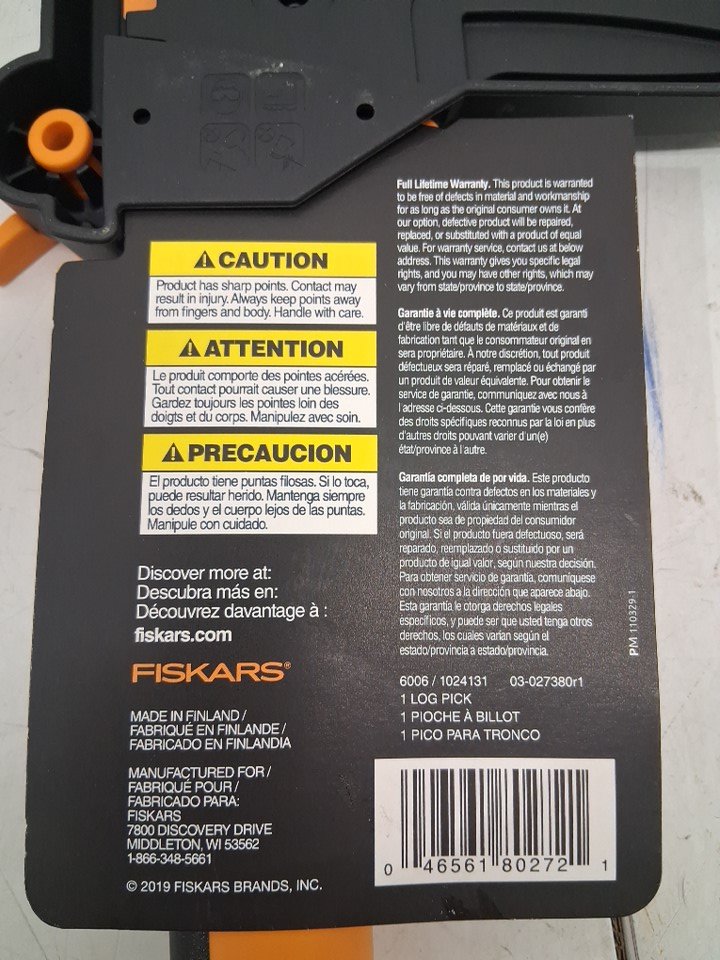 ⚠ CAUTION
Product has sharp points. Contact may
result in injury. Always keep points away
from fingers and body. Handle with care.
⚠ ATTENTION
Le produit comporte des pointes acérées.
Tout contact pourrait causer une blessure.
Gardez toujours les pointes loin des
doigts et du corps. Manipulez avec soin.
⚠ PRECAUCION
El producto tiene puntas filosas. Si lo toca,
puede resultar herido. Mantenga siempre
los dedos y el cuerpo lejos de las puntas.
Manipule con cuidado.
Discover more at:
Descubra más en:
Découvrez davantage à :
fiskars.com
FISKARS®
MADE IN FINLAND /
FABRIQUÉ EN FINLANDE /
FABRICADO EN FINLANDIA
MANUFACTURED FOR /
FABRIQUÉ POUR /
FABRICADO PARA:
FISKARS
7800 DISCOVERY DRIVE
MIDDLETON, WI 53562
1-866-348-5661
© 2019 FISKARS BRANDS, INC.
Full Lifetime Warranty. This product is warranted
to be free of defects in material and workmanship
for as long as the original consumer owns it. At
our option, defective product will be repaired,
replaced, or substituted with a product of equal
value. For warranty service, contact us at below
address. This warranty gives you specific legal
rights, and you may have other rights, which may
vary from state/province to state/province.
Garantie à vie complète. Ce produit est garanti
d'être libre de défauts de matériaux et de
fabrication tant que le consommateur original en
sera propriétaire. À notre discrétion, tout produit
défectueux sera réparé, remplacé ou échangé par
un produit de valeur équivalente. Pour obtenir le
service de garantie, communiquez avec nous à
l'adresse ci-dessous. Cette garantie vous confère
des droits spécifiques reconnus par la loi en plus
d'autres droits pouvant varier d'un(e)
état/province à l'autre.
Garantía completa de por vida. Este producto
tiene garantía contra defectos en los materiales y
la fabricación, válida únicamente mientras el
producto sea de propiedad del consumidor
original. Si el producto fuera defectuoso, será
reparado, reemplazado o sustituido por un
producto de igual valor, según nuestra decisión.
Para obtener servicio de garantía, comuníquese
con nosotros a la dirección que aparece abajo.
Esta garantía le otorga derechos legales
específicos, y puede ser que usted tenga otros
derechos, los cuales varían según el
estado/provincia a estado/provincia.
PM 110329-1
6006 / 1024131 03-027380r1
1 LOG PICK
1 PIOCHE À BILLOT
1 PICO PARA TRONCO
0 46561 80272 1